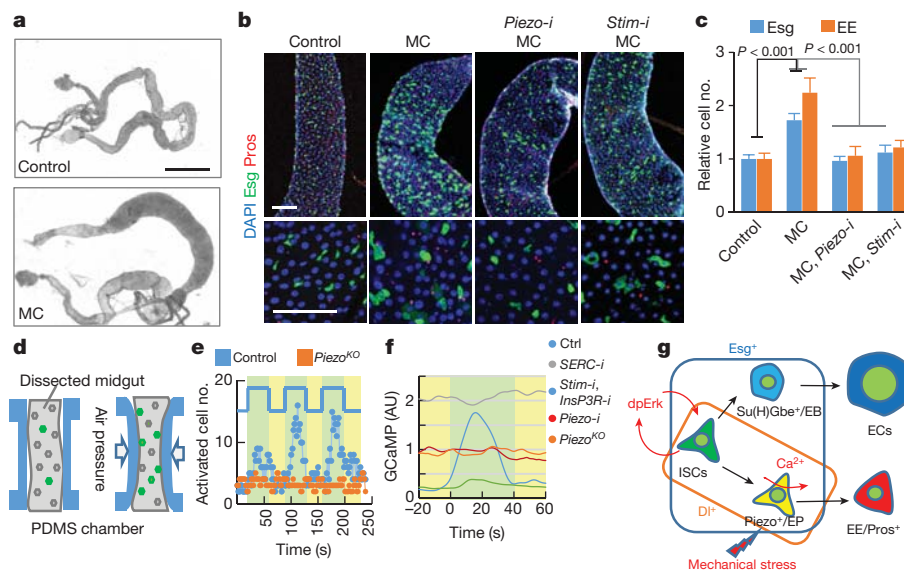 a
Control
MC
b
Control
MC
Piezo-i
MC
Stim-i
MC
DAPI Esg Pros
c
Esg
EE
P < 0.001
P < 0.001
Relative cell no.
3
2
1
0
Control
MC
MC, Piezo-i
MC, Stim-i
d
Dissected midgut
Air pressure
PDMS chamber
e
Control
PiezoKO
Activated cell no.
20
15
10
5
0
50
100
150
200
250
Time (s)
f
GCaMP (AU)
2
1
0
−20
0
20
40
60
Time (s)
Ctrl
SERC-i
Stim-i,
InsP3R-i
Piezo-i
PiezoKO
g
Esg+
dpErk
Su(H)Gbe+/EB
ECs
ISCs
Ca2+
Dl+
Piezo+/EP
EE/Pros+
Mechanical stress